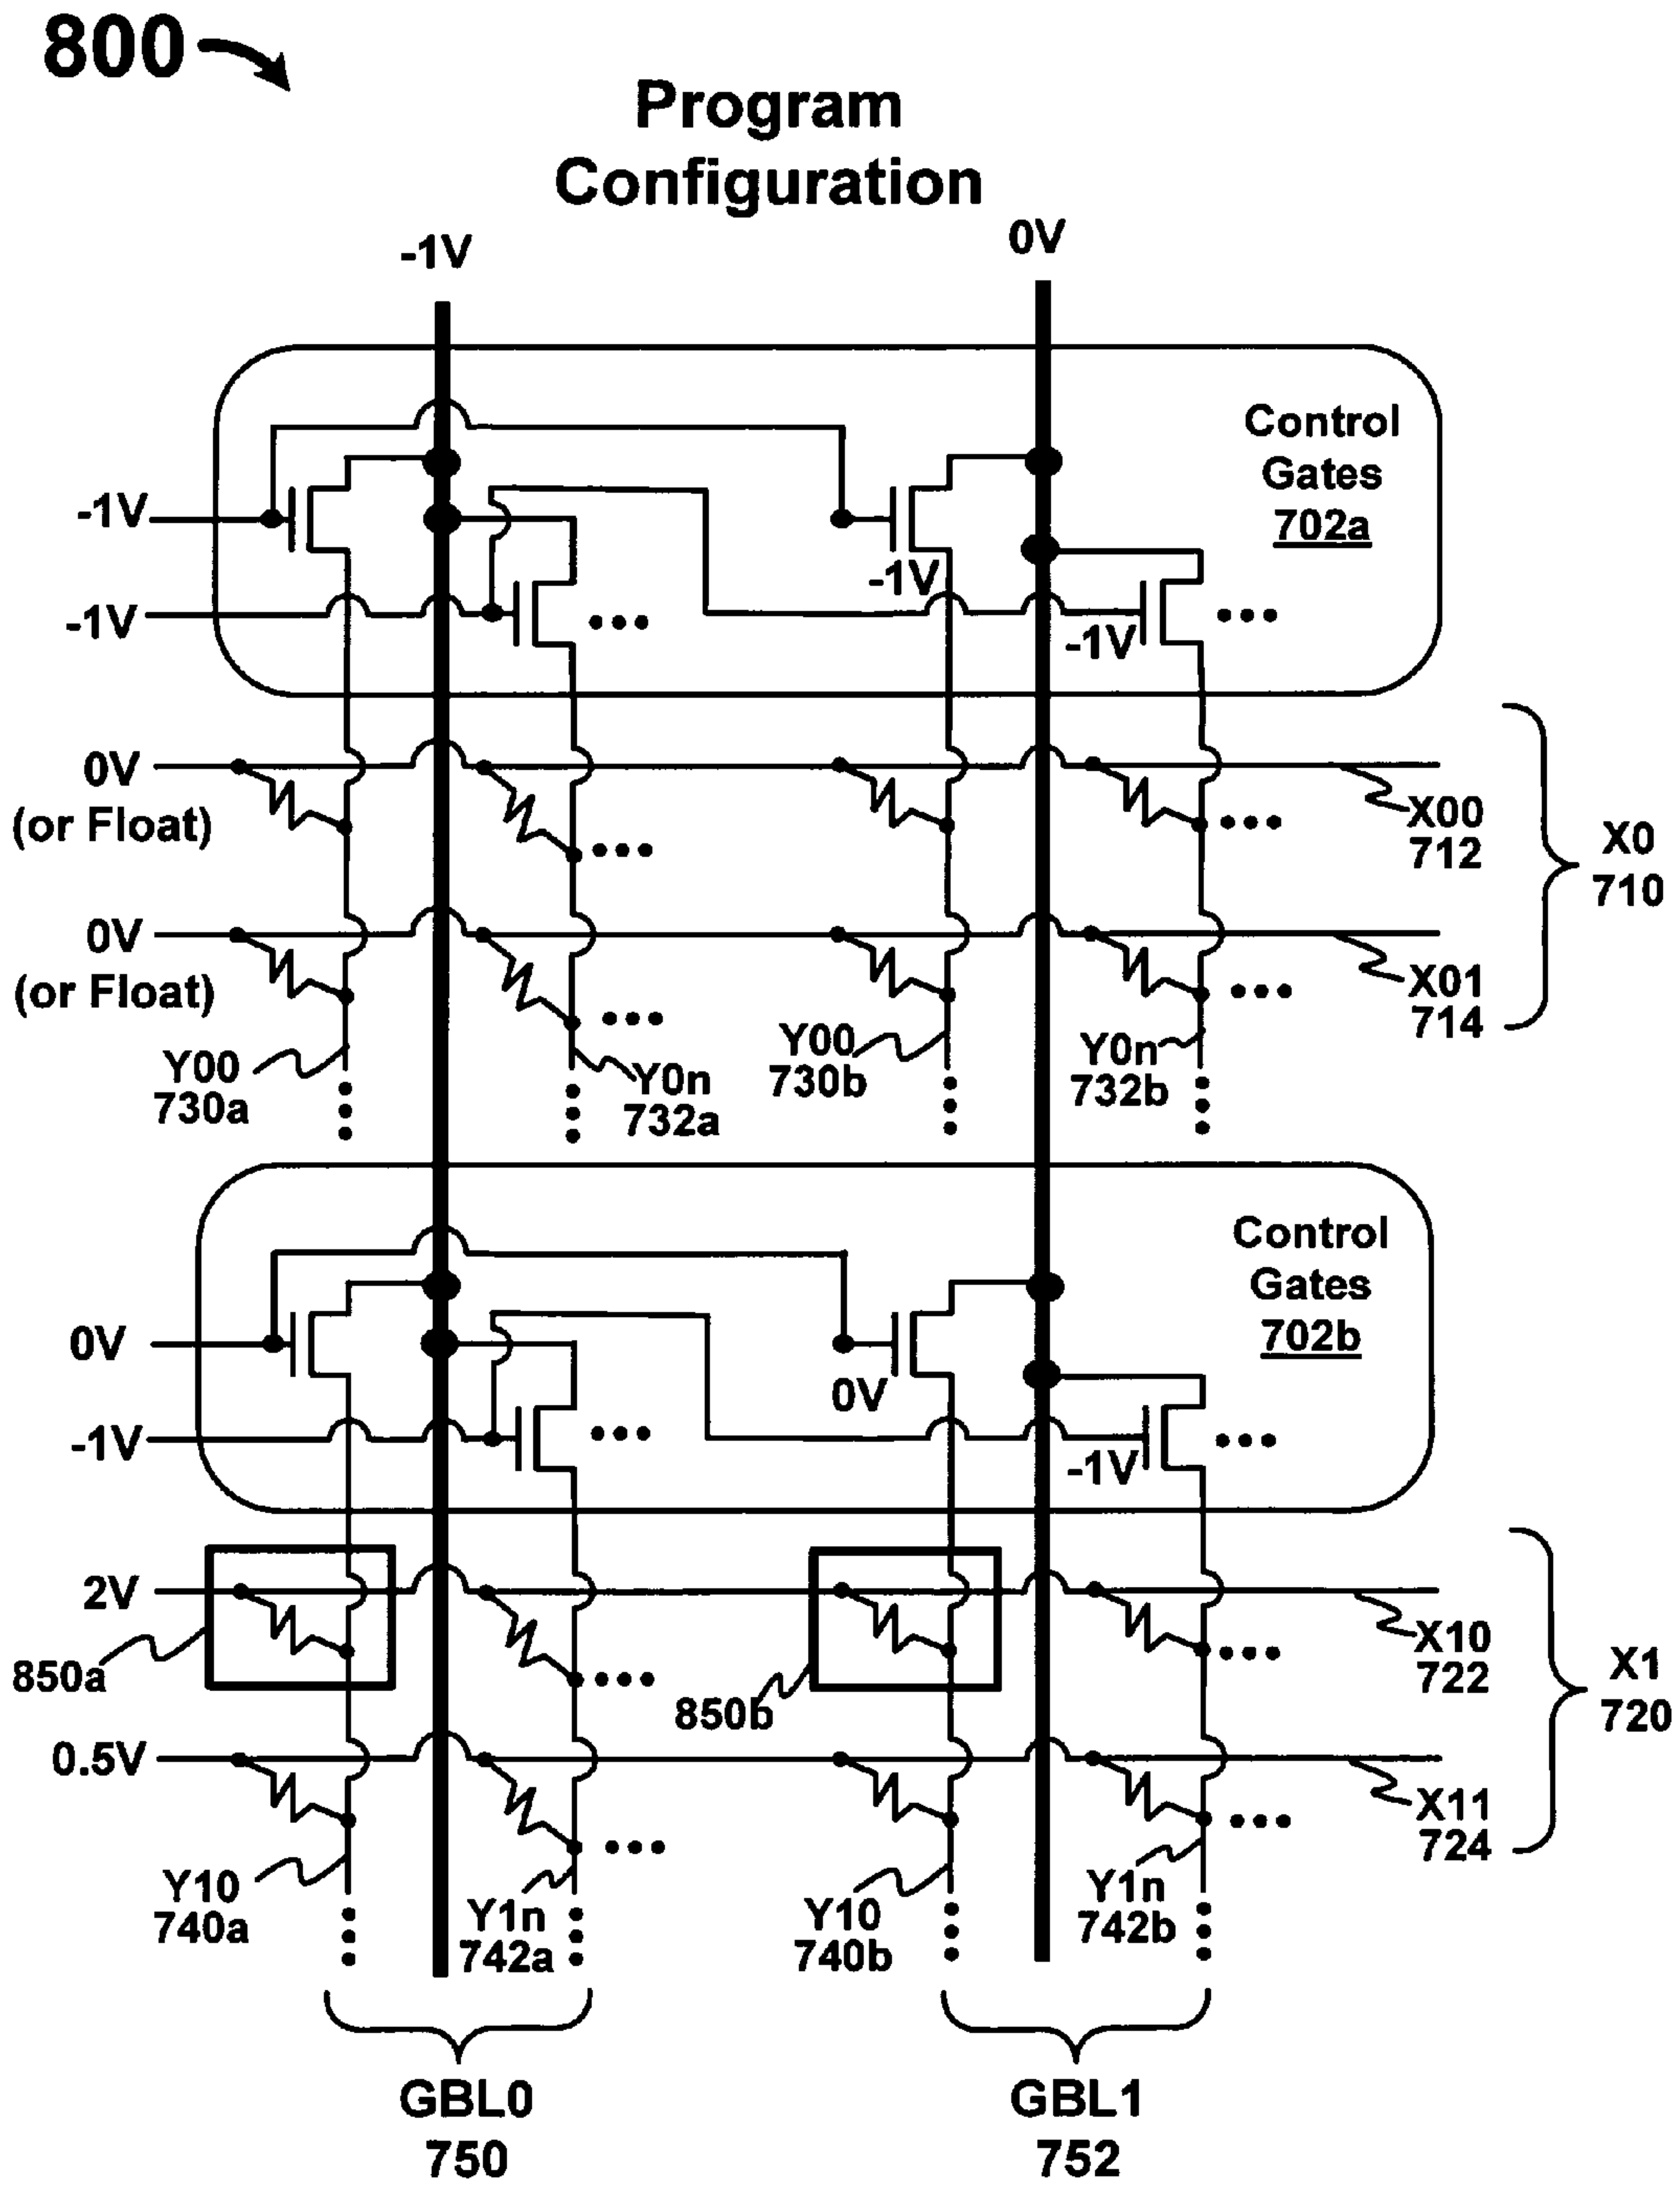 800
Program
Configuration
-1V
0V
Control
Gates
702a
-1V
-1V
-1V
-1V
0V
(or Float)
X00
712
X0
710
0V
(or Float)
X01
714
Y00
730a
Y0n
732a
Y00
730b
Y0n
732b
Control
Gates
702b
0V
0V
-1V
-1V
2V
850a
850b
X10
722
X1
720
0.5V
X11
724
Y10
740a
Y1n
742a
Y10
740b
Y1n
742b
GBL0
750
GBL1
752